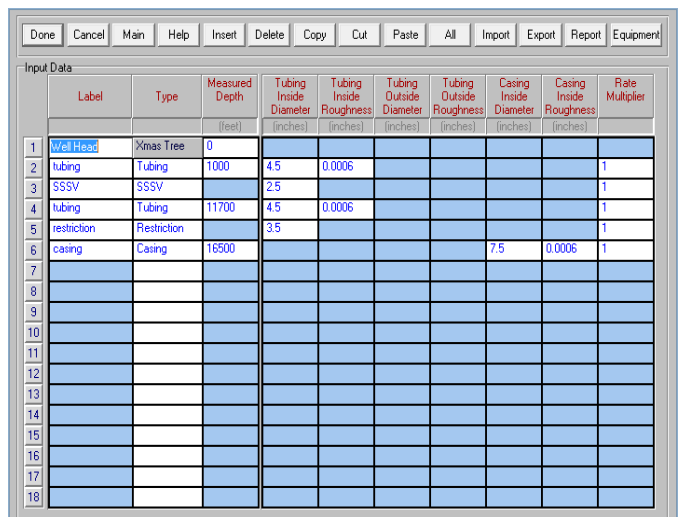 Done Cancel Main Help Insert Delete Copy Cut Paste All Import Export Report Equipment
Input Data
Label Type Measured Depth Tubing Inside Diameter Tubing Inside Roughness Tubing Outside Diameter Tubing Outside Roughness Casing Inside Diameter Casing Inside Roughness Rate Multiplier
(feet) (inches) (inches) (inches) (inches) (inches) (inches)
1 Well Head Xmas Tree 0
2 tubing Tubing 1000 4.5 0.0006 1
3 SSSV SSSV 2.5 1
4 tubing Tubing 11700 4.5 0.0006 1
5 restriction Restriction 3.5 1
6 casing Casing 16500 7.5 0.0006 1
7
8
9
10
11
12
13
14
15
16
17
18